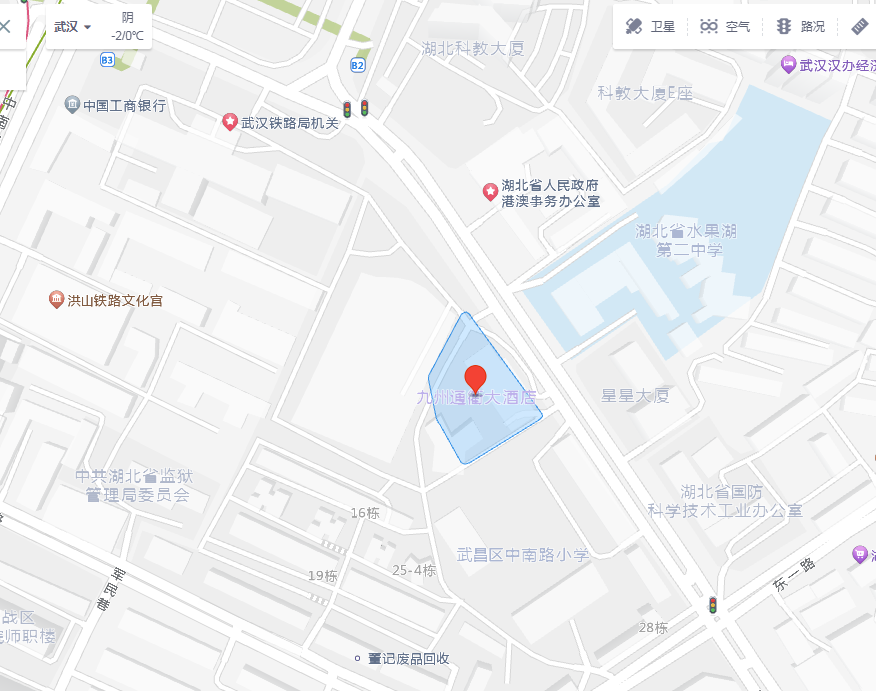 武汉
阴
-2/0℃
卫星
空气
路况
B3
B2
湖北科教大厦
武汉汉办经济
科教大厦E座
中国工商银行
武汉铁路局机关
湖北省人民政府
港澳事务办公室
湖北省水果湖
第二中学
洪山铁路文化宫
九州通衢大酒店
星星大厦
中共湖北省监狱
管理局委员会
湖北省国防
科学技术工业办公室
16栋
武昌区中南路小学
25-4栋
19栋
东一路
战区
28栋
董记废品回收